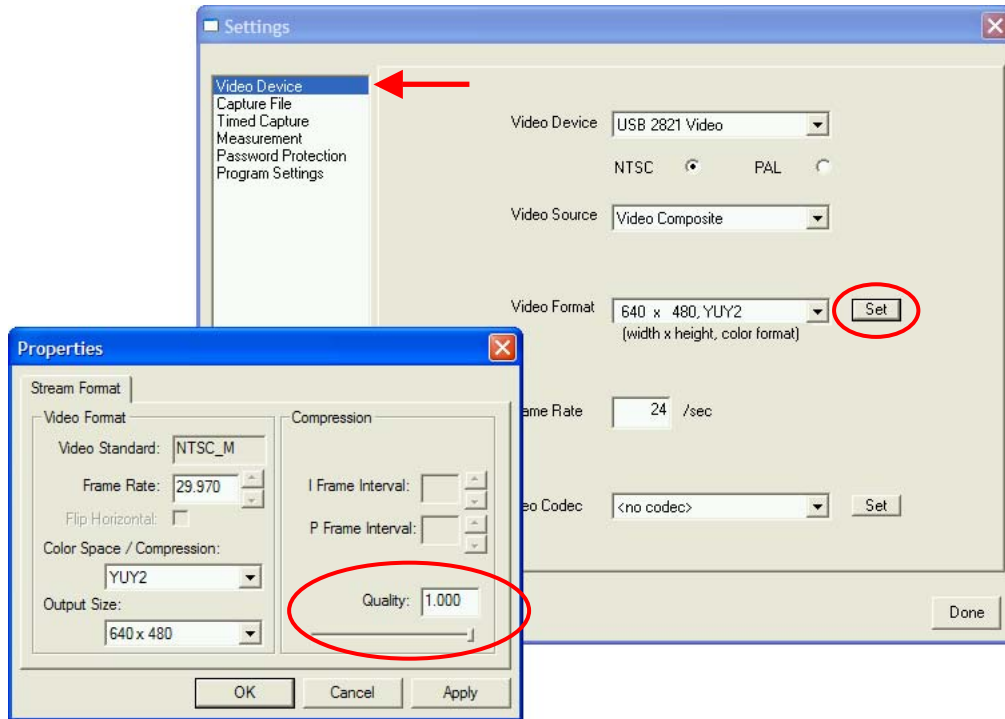 Settings
Video Device
Capture File
Timed Capture
Measurement
Password Protection
Program Settings
Video Device USB 2821 Video
NTSC PAL
Video Source Video Composite
Video Format 640 x 480, YUY2 Set
(width x height, color format)
ame Rate 24 /sec
eo Codec <no codec> Set
Done
Properties
Stream Format
Video Format
Video Standard: NTSC_M
Frame Rate: 29.970
Flip Horizontal:
Color Space / Compression:
YUY2
Output Size:
640 x 480
Compression
I Frame Interval:
P Frame Interval:
Quality: 1.000
OK Cancel Apply